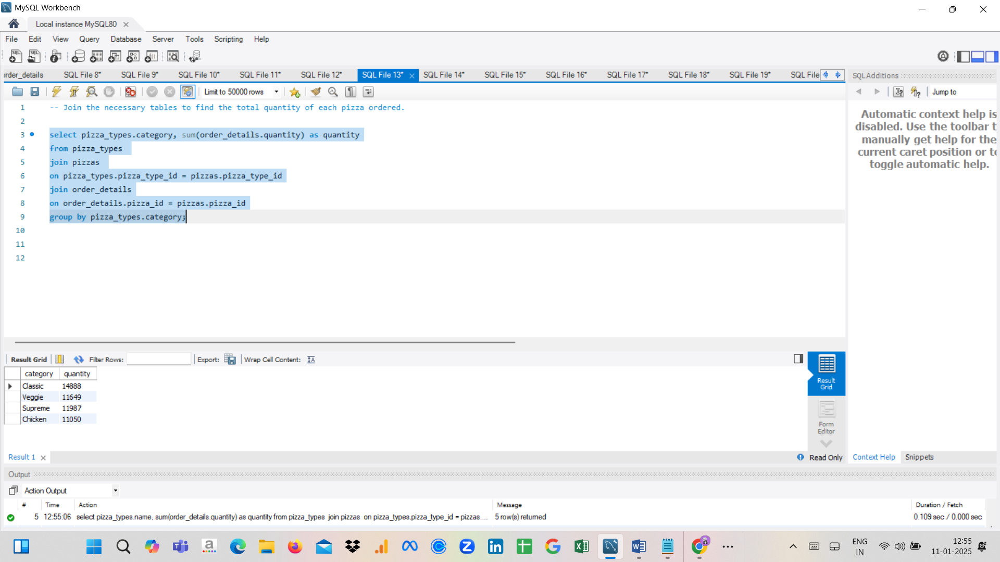 MySQL Workbench
Local instance MySQL80
File Edit View Query Database Server Tools Scripting Help
order_details SQL File 8* SQL File 9* SQL File 10* SQL File 11* SQL File 12* SQL File 13* SQL File 14* SQL File 15* SQL File 16* SQL File 17* SQL File 18* SQL File 19* SQL File
SQLAdditions
Limit to 50000 rows
Jump to
1 -- Join the necessary tables to find the total quantity of each pizza ordered.
2
3 select pizza_types.category, sum(order_details.quantity) as quantity
4 from pizza_types
5 join pizzas
6 on pizza_types.pizza_type_id = pizzas.pizza_type_id
7 join order_details
8 on order_details.pizza_id = pizzas.pizza_id
9 group by pizza_types.category;
10
11
12
Automatic context help is
disabled. Use the toolbar t
manually get help for the
current caret position or to
toggle automatic help.
Result Grid Filter Rows: Export: Wrap Cell Content:
category quantity
Classic 14888
Veggie 11649
Supreme 11987
Chicken 11050
Result
Grid
Form
Editor
Result 1
Read Only
Context Help Snippets
Output
Action Output
# Time Action Message Duration / Fetch
5 12:55:06 select pizza_types.name, sum(order_details.quantity) as quantity from pizza_types join pizzas on pizza_types.pizza_type_id = pizzas.... 5 row(s) returned 0.109 sec / 0.000 sec
ENG
IN
12:55
11-01-2025